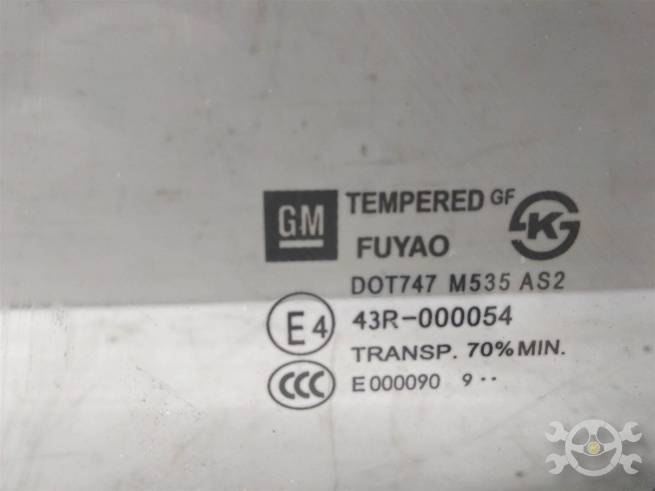 GM TEMPERED GF
FUYAO
DOT747 M535 AS2
E4 43R-000054
TRANSP. 70%MIN.
CCC E000090 9··